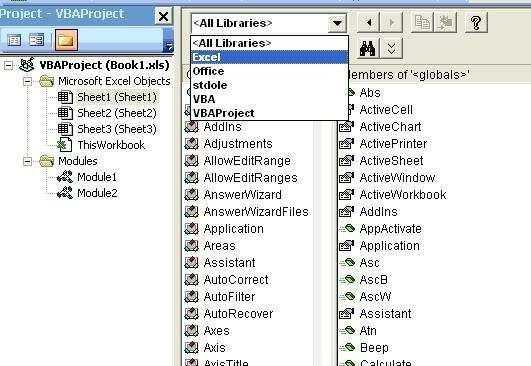 Project - VBAProject
VBAProject (Book1.xls)
Microsoft Excel Objects
Sheet1 (Sheet1)
Sheet2 (Sheet2)
Sheet3 (Sheet3)
ThisWorkbook
Modules
Module1
Module2
<All Libraries>
<All Libraries>
Excel
Office
stdole
VBA
VBAProject
AddIns
Adjustments
AllowEditRange
AllowEditRanges
AnswerWizard
AnswerWizardFiles
Application
Areas
Assistant
AutoCorrect
AutoFilter
AutoRecover
Axes
Axis
AxisTitle
Members of '<globals>'
Abs
ActiveCell
ActiveChart
ActivePrinter
ActiveSheet
ActiveWindow
ActiveWorkbook
AddIns
AppActivate
Application
Asc
AscB
AscW
Assistant
Atn
Beep
Calculate